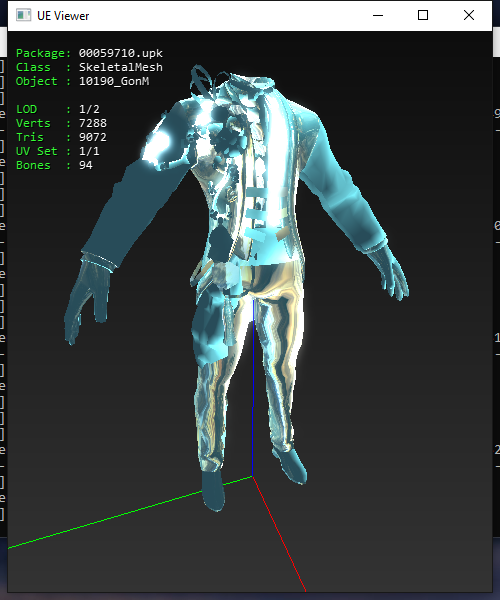 UE Viewer
Package: 00059710.upk
Class : SkeletalMesh
Object : 10190_GonM
LOD : 1/2
Verts : 7288
Tris : 9072
UV Set : 1/1
Bones : 94